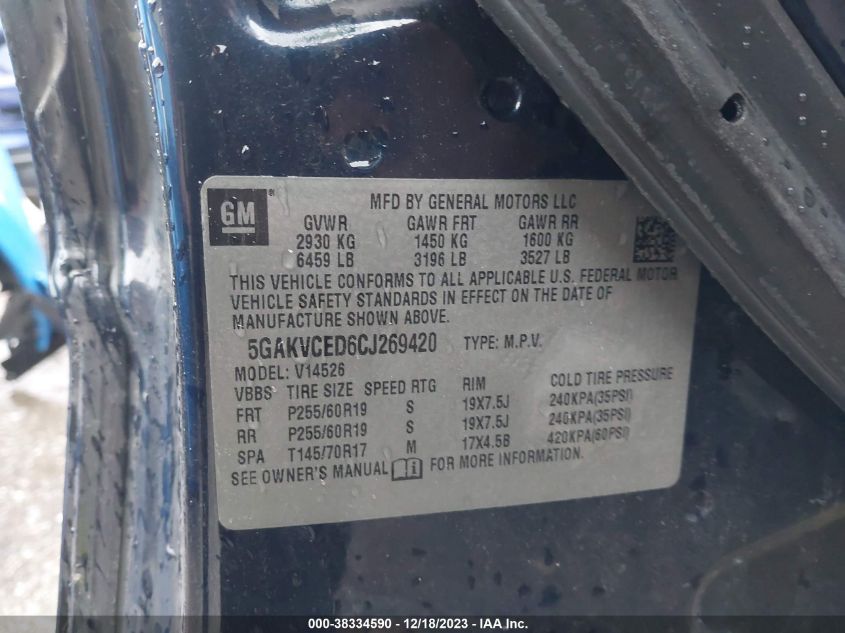 GM
MFD BY GENERAL MOTORS LLC
GVWR GAWR FRT GAWR RR
2930 KG 1450 KG 1600 KG
6459 LB 3196 LB 3527 LB
THIS VEHICLE CONFORMS TO ALL APPLICABLE U.S. FEDERAL MOTOR
VEHICLE SAFETY STANDARDS IN EFFECT ON THE DATE OF
MANUFACTURE SHOWN ABOVE.
5GAKVCED6CJ269420 TYPE: M.P.V.
MODEL: V14526
VBBS TIRE SIZE SPEED RTG RIM COLD TIRE PRESSURE
FRT P255/60R19 S 19X7.5J 240KPA(35PSI)
RR P255/60R19 S 19X7.5J 240KPA(35PSI)
SPA T145/70R17 M 17X4.5B 420KPA(60PSI)
SEE OWNER'S MANUAL FOR MORE INFORMATION.
000-38334590 - 12/18/2023 - 1SALV